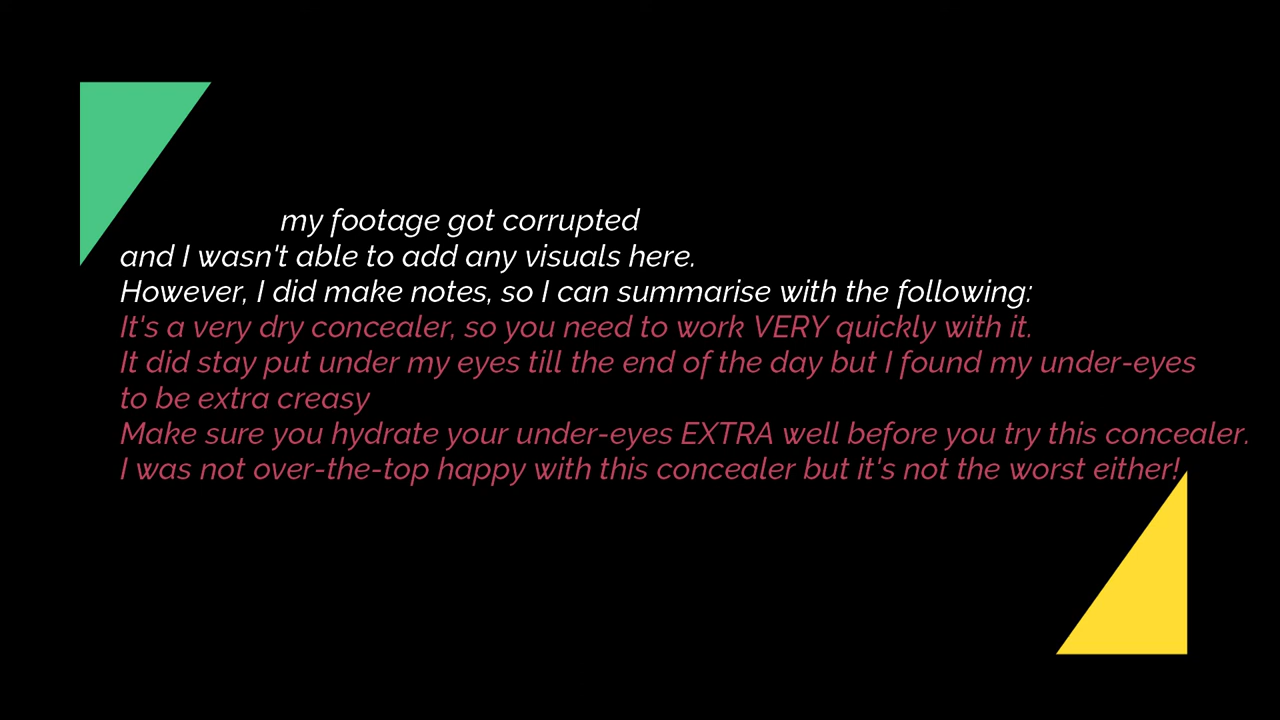 my footage got corrupted
and I wasn't able to add any visuals here.
However, I did make notes, so I can summarise with the following:
It's a very dry concealer, so you need to work VERY quickly with it.
It did stay put under my eyes till the end of the day but I found my under-eyes
to be extra creasy
Make sure you hydrate your under-eyes EXTRA well before you try this concealer.
I was not over-the-top happy with this concealer but it's not the worst either!